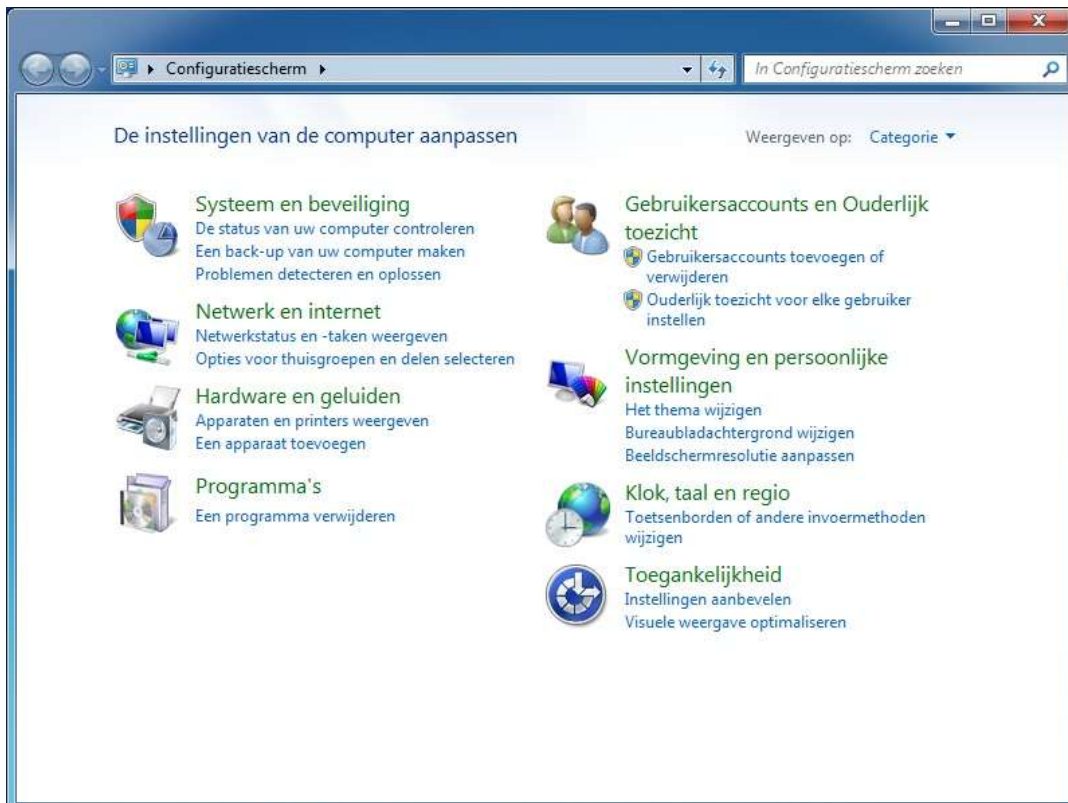 Configuratiescherm
In Configuratiescherm zoeken
De instellingen van de computer aanpassen
Weergeven op: Categorie
Systeem en beveiliging
De status van uw computer controleren
Een back-up van uw computer maken
Problemen detecteren en oplossen
Netwerk en internet
Netwerkstatus en -taken weergeven
Opties voor thuisgroepen en delen selecteren
Hardware en geluiden
Apparaten en printers weergeven
Een apparaat toevoegen
Programma's
Een programma verwijderen
Gebruikersaccounts en Ouderlijk
toezicht
Gebruikersaccounts toevoegen of
verwijderen
Ouderlijk toezicht voor elke gebruiker
instellen
Vormgeving en persoonlijke
instellingen
Het thema wijzigen
Bureaubladachtergrond wijzigen
Beeldschermresolutie aanpassen
Klok, taal en regio
Toetsenborden of andere invoermethoden
wijzigen
Toegankelijkheid
Instellingen aanbevelen
Visuele weergave optimaliseren